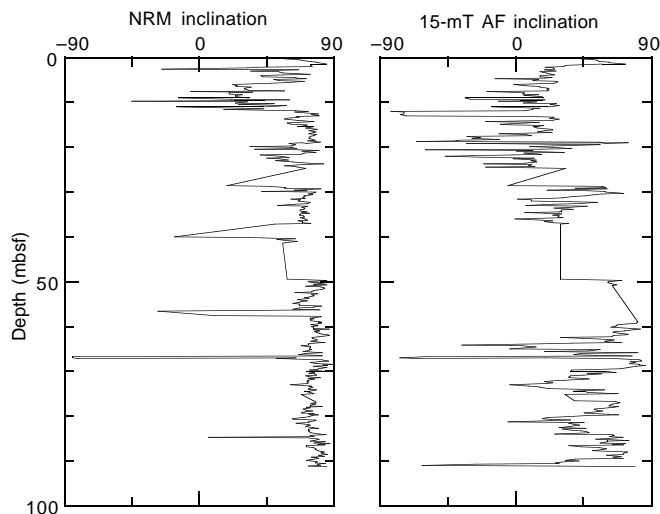 NRM inclination
15-mT AF inclination
−90 0 90
−90 0 90
0
50
100
Depth (mbsf)